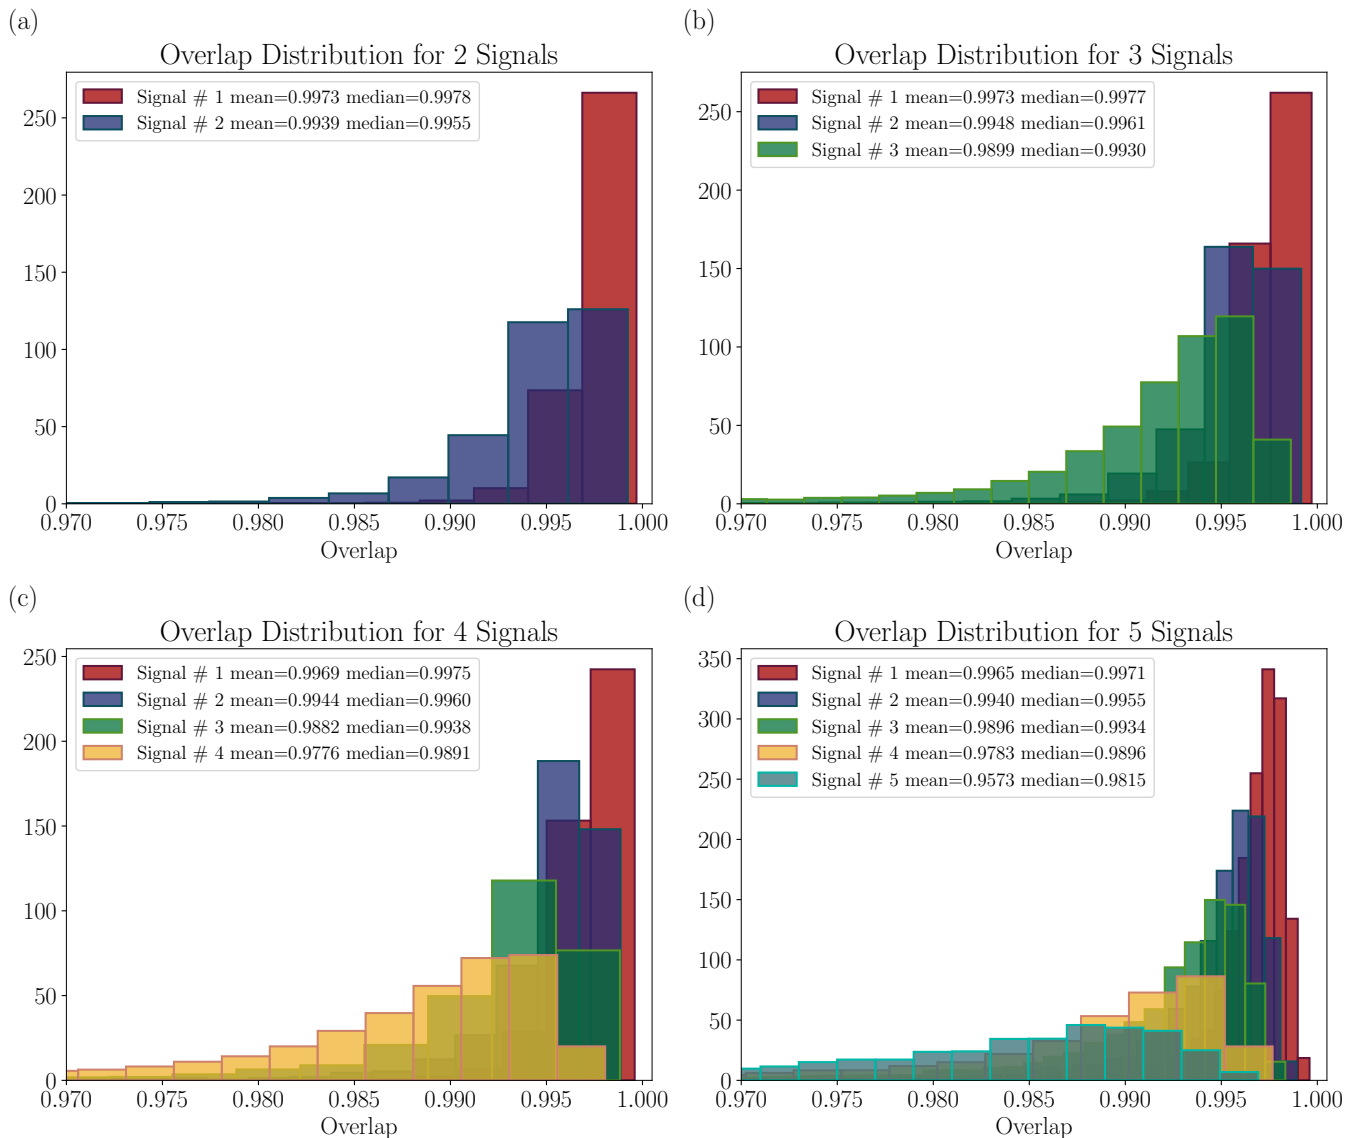 (a)
Overlap Distribution for 2 Signals
Signal # 1 mean=0.9973 median=0.9978
Signal # 2 mean=0.9939 median=0.9955
250
200
150
100
50
0
0.970 0.975 0.980 0.985 0.990 0.995 1.000
Overlap
(b)
Overlap Distribution for 3 Signals
Signal # 1 mean=0.9973 median=0.9977
Signal # 2 mean=0.9948 median=0.9961
Signal # 3 mean=0.9899 median=0.9930
250
200
150
100
50
0
0.970 0.975 0.980 0.985 0.990 0.995 1.000
Overlap
(c)
Overlap Distribution for 4 Signals
Signal # 1 mean=0.9969 median=0.9975
Signal # 2 mean=0.9944 median=0.9960
Signal # 3 mean=0.9882 median=0.9938
Signal # 4 mean=0.9776 median=0.9891
250
200
150
100
50
0
0.970 0.975 0.980 0.985 0.990 0.995 1.000
Overlap
(d)
Overlap Distribution for 5 Signals
Signal # 1 mean=0.9965 median=0.9971
Signal # 2 mean=0.9940 median=0.9955
Signal # 3 mean=0.9896 median=0.9934
Signal # 4 mean=0.9783 median=0.9896
Signal # 5 mean=0.9573 median=0.9815
350
300
250
200
150
100
50
0
0.970 0.975 0.980 0.985 0.990 0.995 1.000
Overlap